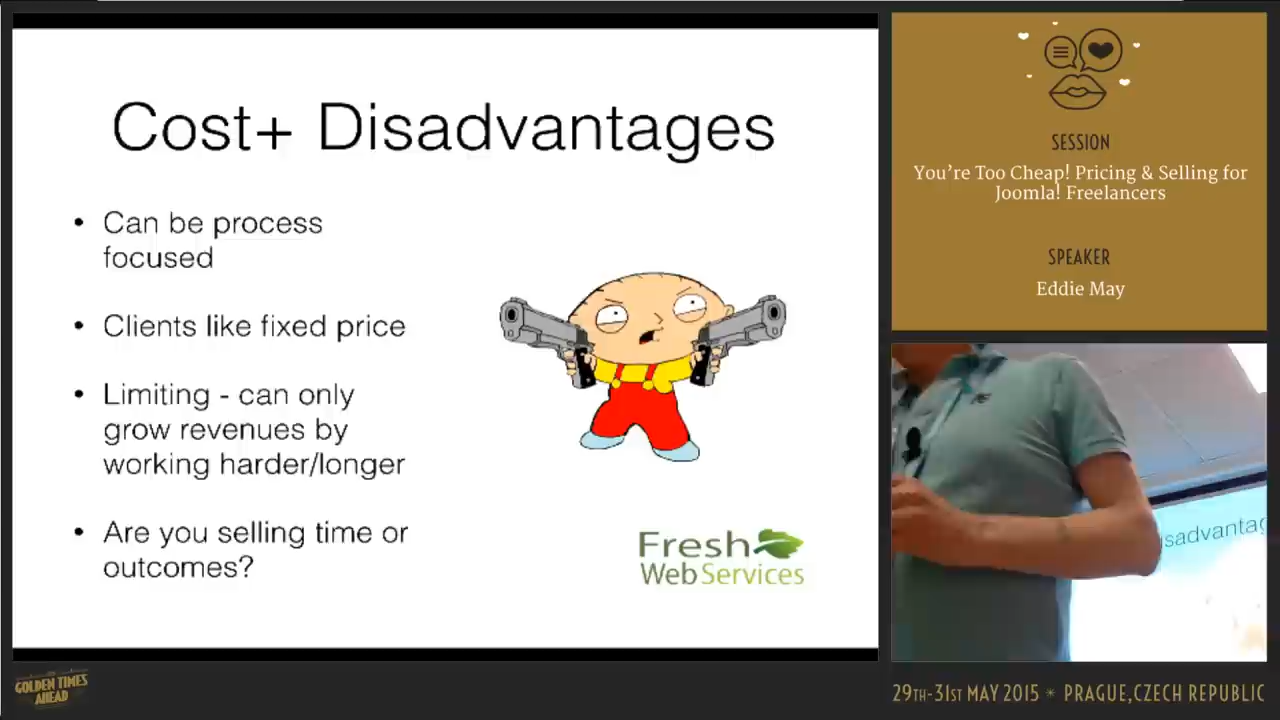 Cost+ Disadvantages
• Can be process
focused
• Clients like fixed price
• Limiting - can only
grow revenues by
working harder/longer
• Are you selling time or
outcomes?
Fresh
WebServices
SESSION
You’re Too Cheap! Pricing & Selling for
Joomla! Freelancers
SPEAKER
Eddie May
isadvantag
GOLDEN TIMES
AHEAD
29TH-31ST MAY 2015 * PRAGUE,CZECH REPUBLIC